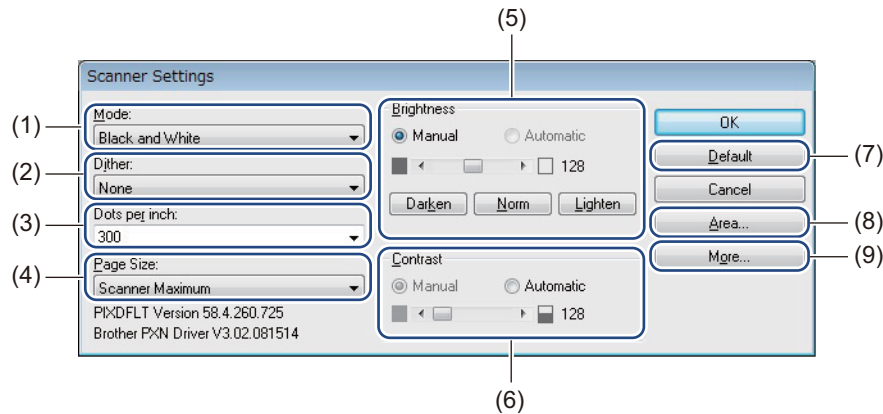 (5)
Scanner Settings
(1)
Mode:
Black and White
(2)
Dither:
None
(3)
Dots per inch:
300
(4)
Page Size:
Scanner Maximum
PIXDFLT Version 58.4.260.725
Brother PXN Driver V3.02.081514
Brightness
Manual Automatic
128
Darken Norm Lighten
Contrast
Manual Automatic
128
(6)
OK
Default
(7)
Cancel
Area...
(8)
More...
(9)